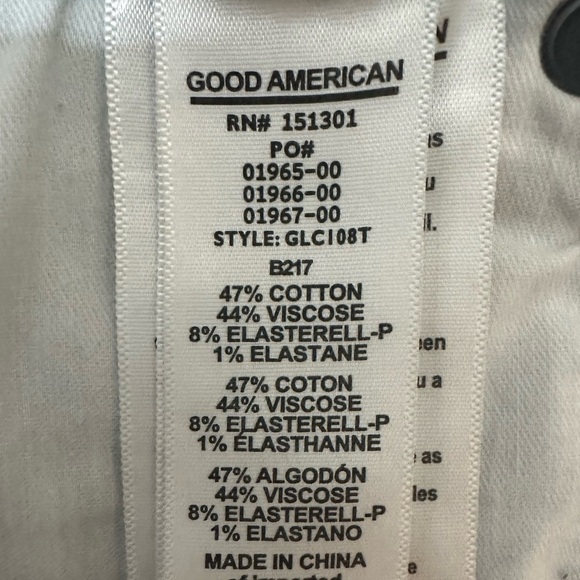 GOOD AMERICAN
RN# 151301
PO#
01965-00
01966-00
01967-00
STYLE: GLC108T
B217
47% COTTON
44% VISCOSE
8% ELASTERELL-P
1% ELASTANE
47% COTON
44% VISCOSE
8% ELASTERELL-P
1% ÉLASTHANNE
47% ALGODÓN
44% VISCOSE
8% ELASTERELL-P
1% ELASTANO
MADE IN CHINA
of imported